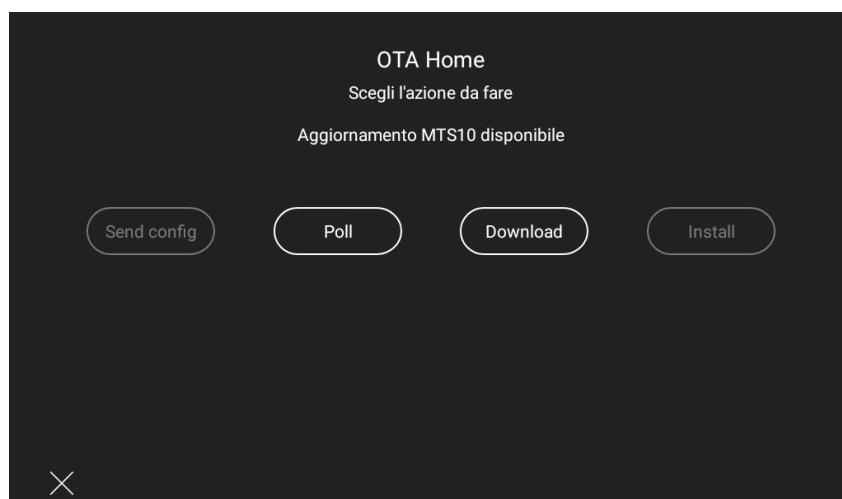 OTA Home
Scegli l'azione da fare
Aggiornamento MTS10 disponibile
Send config
Poll
Download
Install